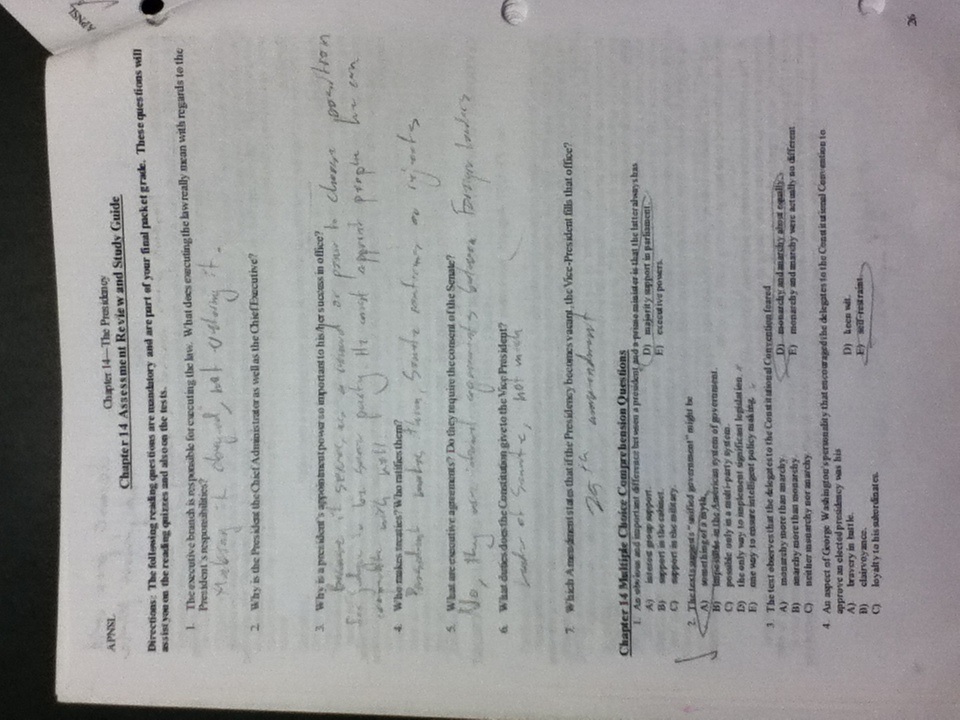 APNSL
APNSL
Chapter 14—The Presidency
Chapter 14 Assessment Review and Study Guide
Directions: The following reading questions are mandatory and are part of your final packet grade. These questions will
assist you on the reading quizzes and also on the tests.
1. The executive branch is responsible for executing the law. What does executing the law really mean with regards to the
President's responsibilities?
Making it obeyed, not it.
2. Why is the President the Chief Administrator as well as the Chief Executive?
3. Why is a president's appointment power so important to his/her success in office?
Because it serves as a reward or power to choose position
for judges to be same party. He must appoint people he can
with well.
4. Who makes treaties? Who ratifies them?
President makes them, Senate confirms or rejects
5. What are executive agreements? Do they require the consent of the Senate?
No, they are agreements between Foreign leaders
6. What duties does the Constitution give to the Vice President?
Leader of Senate, not much
7. Which Amendment states that if the Presidency becomes vacant, the Vice-President fills that office?
25th ammendment
Chapter 14 Multiple Choice Comprehension Questions
1. An obvious and important difference between a president and a prime minister is that the latter always has
A) interest group support.
B) support in the cabinet.
C) support in the military.
D) majority support in parliament.
E) executive powers.
2. The texts suggests "unified government" might be
A) something of a myth.
B) impossible in the American system of government.
C) possible only in a multi-party system.
D) the only way to implement significant legislation.
E) one way to ensure intelligent policy making.
3. The text observes that the delegates to the Constitutional Convention feared
A) monarchy more than anarchy.
B) anarchy more than monarchy.
C) neither monarchy nor anarchy.
D) monarchy and anarchy about equally.
E) monarchy and anarchy were actually no different.
4. An aspect of George Washington's personality that encouraged the delegates to the Constitutional Convention to
approve an elected presidency was his
A) bravery in battle.
B) clairvoyance.
C) loyalty to his subordinates.
D) keen wit.
E) self-restraint.
26